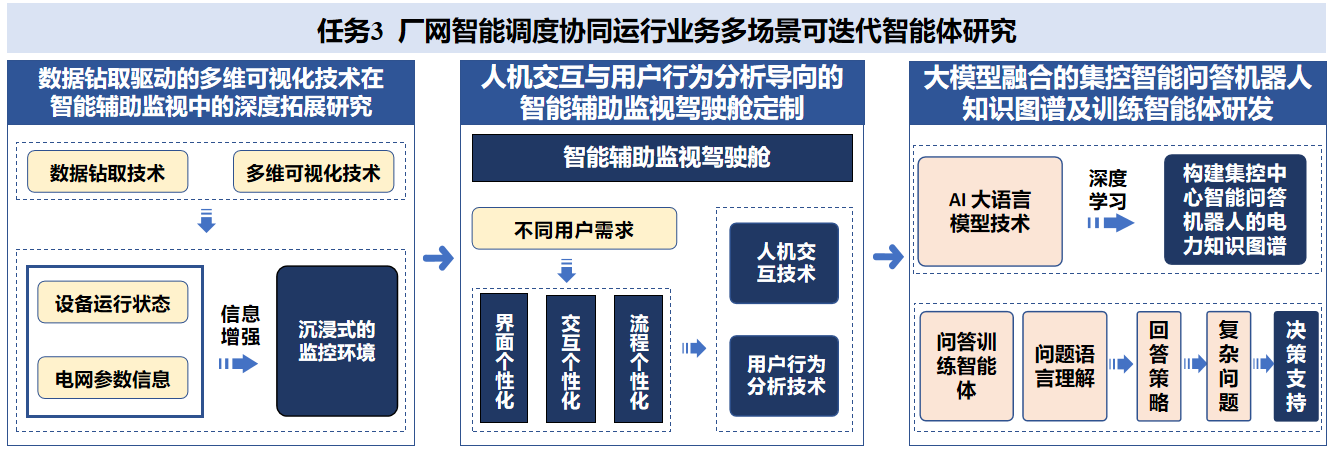 任务3 厂网智能调度协同运行业务多场景可迭代智能体研究
数据钻取驱动的多维可视化技术在
智能辅助监视中的深度拓展研究
数据钻取技术
多维可视化技术
设备运行状态
电网参数信息
信息
增强
沉浸式的
监控环境
人机交互与用户行为分析导向的
智能辅助监视驾驶舱定制
智能辅助监视驾驶舱
不同用户需求
界面个性化
交互个性化
流程个性化
人机交
互技术
用户行为
分析技术
大模型融合的集控智能问答机器人
知识图谱及训练智能体研发
AI 大语言
模型技术
深度
学习
构建集控中
心智能问答
机器人的电
力知识图谱
问答训
练智能
体
问题语
言理解
回答策略
复杂问题
决策支持